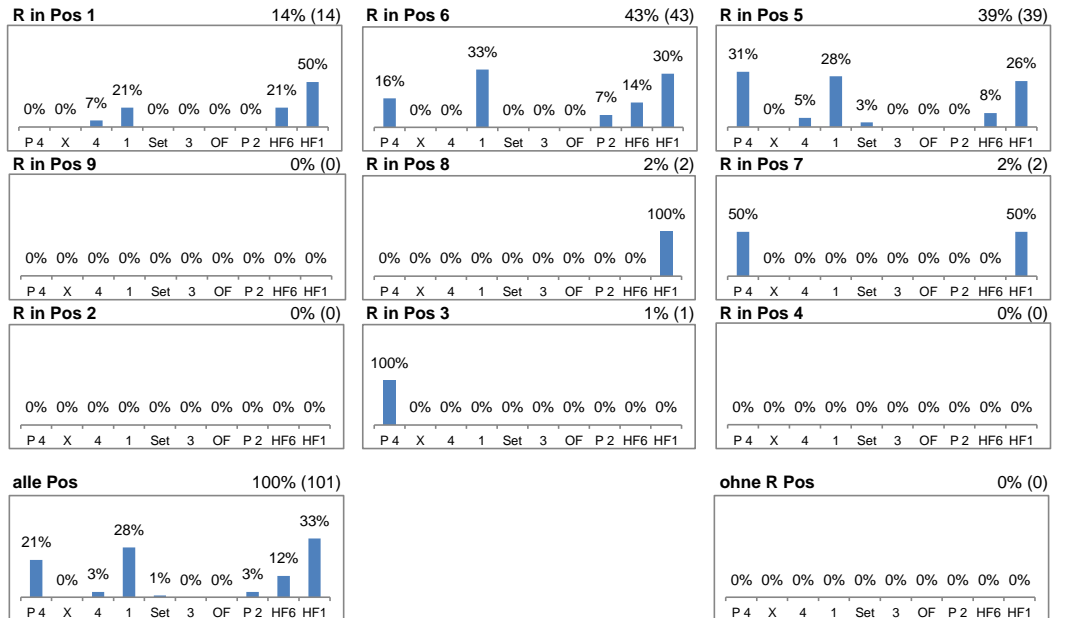 R in Pos 1 14% (14)
0% 0% 7% 21% 0% 0% 0% 0% 21% 50%
P 4 X 4 1 Set 3 OF P 2 HF6 HF1
R in Pos 6 43% (43)
16% 0% 0% 33% 0% 0% 0% 7% 14% 30%
P 4 X 4 1 Set 3 OF P 2 HF6 HF1
R in Pos 5 39% (39)
31% 0% 5% 28% 3% 0% 0% 0% 8% 26%
P 4 X 4 1 Set 3 OF P 2 HF6 HF1
R in Pos 9 0% (0)
0% 0% 0% 0% 0% 0% 0% 0% 0% 0%
P 4 X 4 1 Set 3 OF P 2 HF6 HF1
R in Pos 8 2% (2)
0% 0% 0% 0% 0% 0% 0% 0% 0% 100%
P 4 X 4 1 Set 3 OF P 2 HF6 HF1
R in Pos 7 2% (2)
50% 0% 0% 0% 0% 0% 0% 0% 0% 50%
P 4 X 4 1 Set 3 OF P 2 HF6 HF1
R in Pos 2 0% (0)
0% 0% 0% 0% 0% 0% 0% 0% 0% 0%
P 4 X 4 1 Set 3 OF P 2 HF6 HF1
R in Pos 3 1% (1)
100% 0% 0% 0% 0% 0% 0% 0% 0% 0%
P 4 X 4 1 Set 3 OF P 2 HF6 HF1
R in Pos 4 0% (0)
0% 0% 0% 0% 0% 0% 0% 0% 0% 0%
P 4 X 4 1 Set 3 OF P 2 HF6 HF1
alle Pos 100% (101)
21% 0% 3% 28% 1% 0% 0% 3% 12% 33%
P 4 X 4 1 Set 3 OF P 2 HF6 HF1
ohne R Pos 0% (0)
0% 0% 0% 0% 0% 0% 0% 0% 0% 0%
P 4 X 4 1 Set 3 OF P 2 HF6 HF1